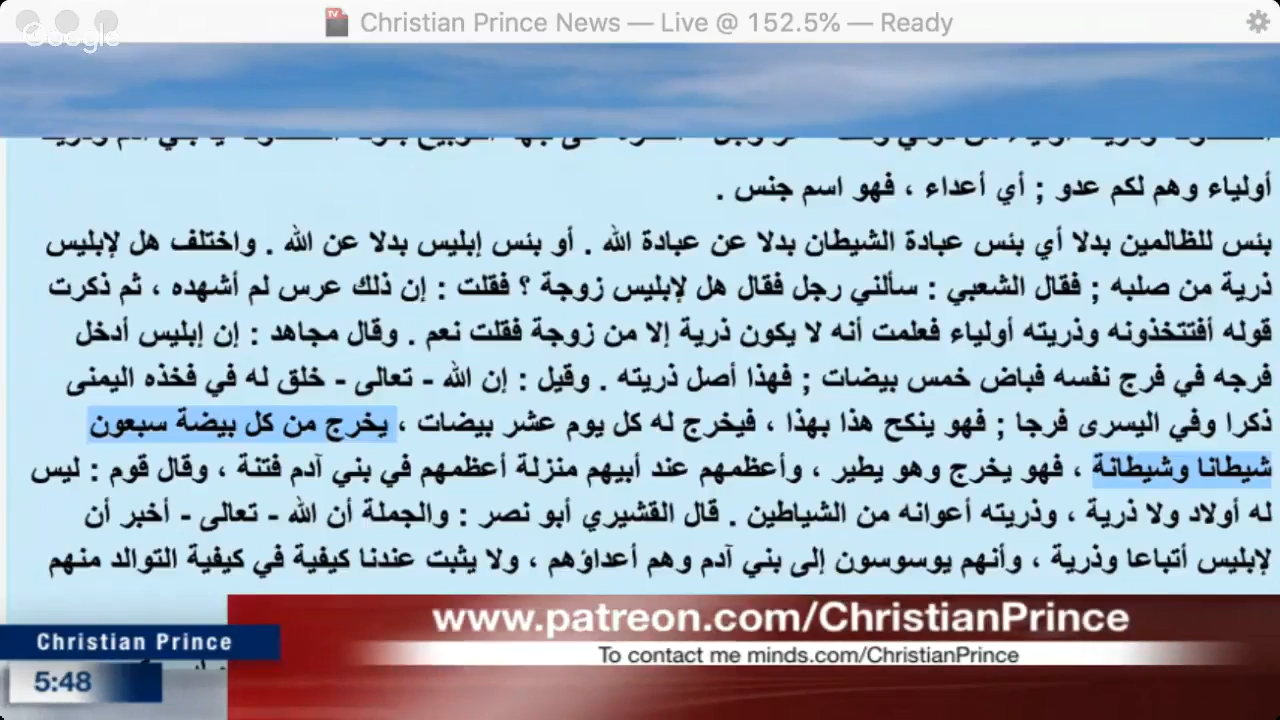 Christian Prince News — Live @ 152.5% — Ready
Google
أولياء وهم لكم عدو ; أي أعداء ، فهو اسم جنس .
بئس للظالمين بدلا أي بئس عبادة الشيطان بدلا عن عبادة الله . أو بئس إبليس بدلا عن الله . واختلف هل لإبليس
ذرية من صلبه ; فقال الشعبي : سألني رجل فقال هل لإبليس زوجة ؟ فقلت : إن ذلك عرس لم أشهده ، ثم ذكرت
قوله أفتتخذونه وذريته أولياء فعلمت أنه لا يكون ذرية إلا من زوجة فقلت نعم . وقال مجاهد : إن إبليس أدخل
فرجه في فرج نفسه فباض خمس بيضات ; فهذا أصل ذريته . وقيل : إن الله - تعالى - خلق له في فخذه اليمنى
ذكرا وفي اليسرى فرجا ; فهو ينكح هذا بهذا ، فيخرج له كل يوم عشر بيضات ، يخرج من كل بيضة سبعون
شيطانا وشيطانة ، فهو يخرج وهو يطير ، وأعظمهم عند أبيهم منزلة أعظمهم في بني آدم فتنة ، وقال قوم : ليس
له أولاد ولا ذرية ، وذريته أعوانه من الشياطين . قال القشيري أبو نصر : والجملة أن الله - تعالى - أخبر أن
لإبليس أتباعا وذرية ، وأنهم يوسوسون إلى بني آدم وهم أعداؤهم ، ولا يثبت عندنا كيفية في كيفية التوالد منهم
www.patreon.com/ChristianPrince
To contact me minds.com/ChristianPrince
Christian Prince
5:48